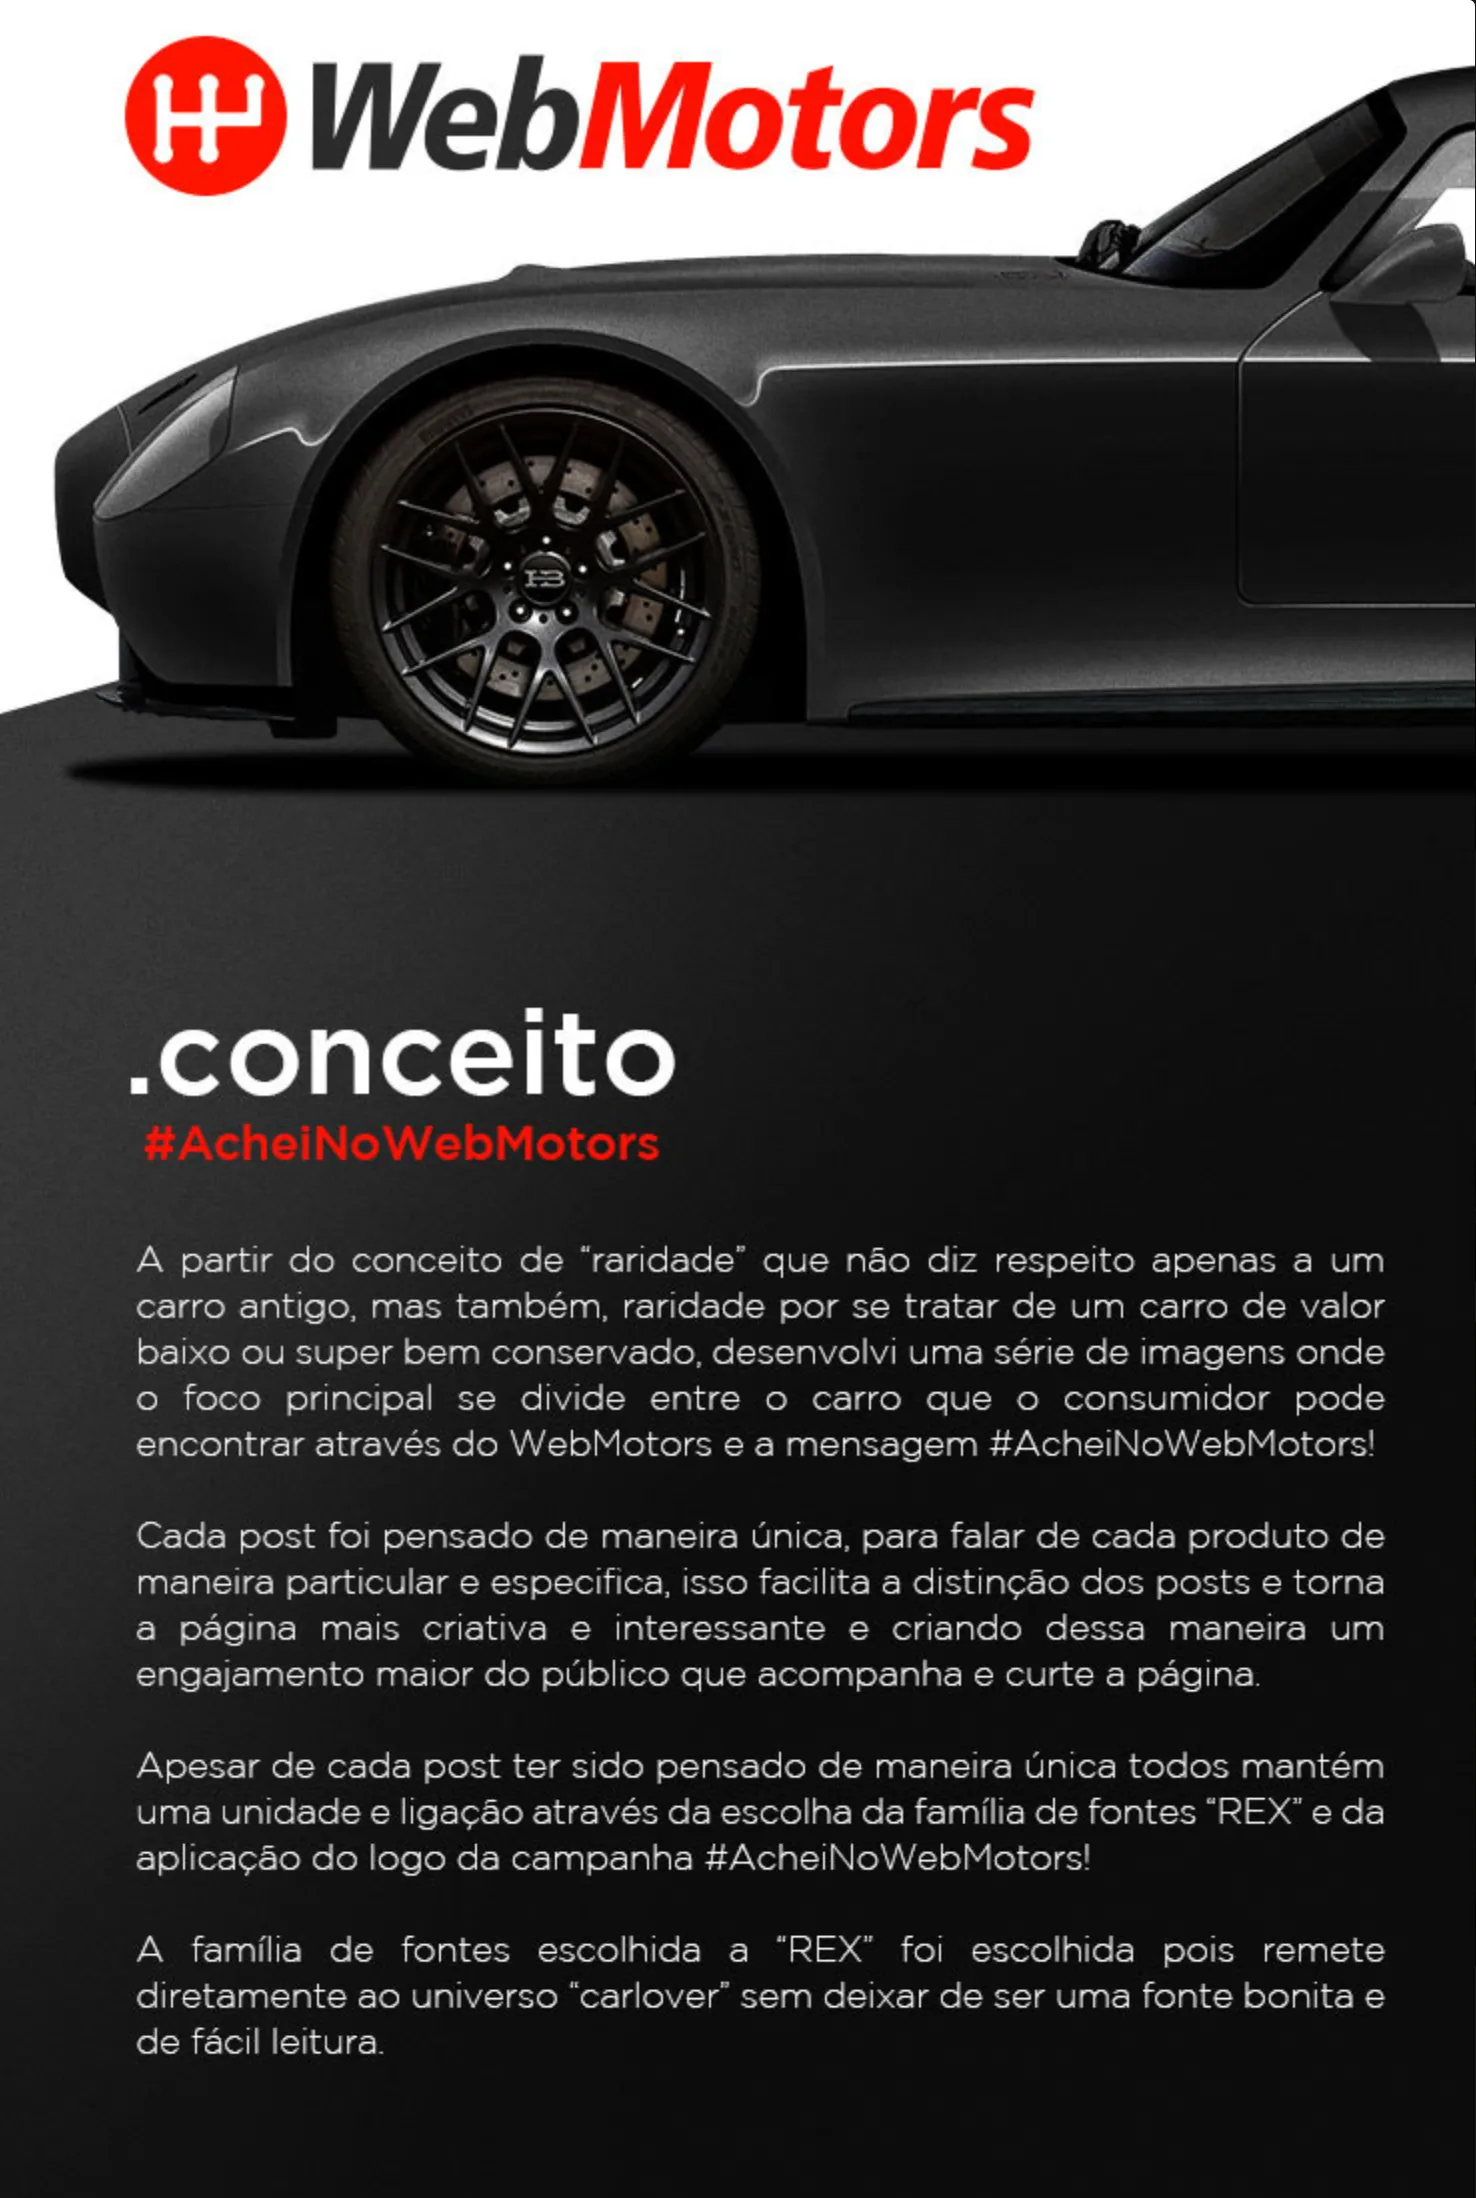 WebMotors
HB
.conceito
#AcheiNoWebMotors
A partir do conceito de “raridade” que não diz respeito apenas a um
carro antigo, mas também, raridade por se tratar de um carro de valor
baixo ou super bem conservado, desenvolvi uma série de imagens onde
o foco principal se divide entre o carro que o consumidor pode
encontrar através do WebMotors e a mensagem #AcheiNoWebMotors!
Cada post foi pensado de maneira única, para falar de cada produto de
maneira particular e especifica, isso facilita a distinção dos posts e torna
a página mais criativa e interessante e criando dessa maneira um
engajamento maior do público que acompanha e curte a página.
Apesar de cada post ter sido pensado de maneira única todos mantém
uma unidade e ligação através da escolha da família de fontes “REX” e da
aplicação do logo da campanha #AcheiNoWebMotors!
A família de fontes escolhida a “REX” foi escolhida pois remete
diretamente ao universo “carlover” sem deixar de ser uma fonte bonita e
de fácil leitura.